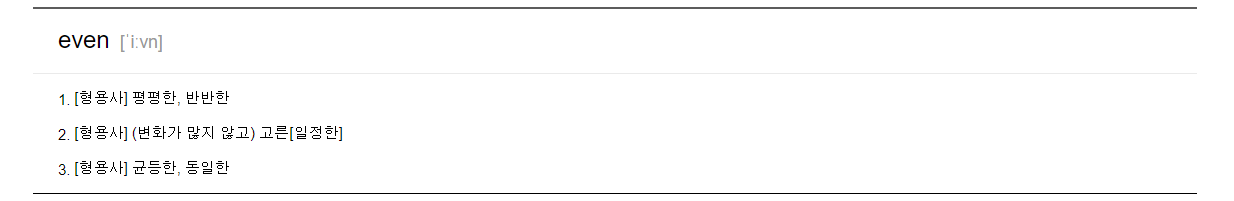 even [ˈiːvn]
1. [형용사] 평평한, 반반한
2. [형용사] (변화가 많지 않고) 고른[일정한]
3. [형용사] 균등한, 동일한